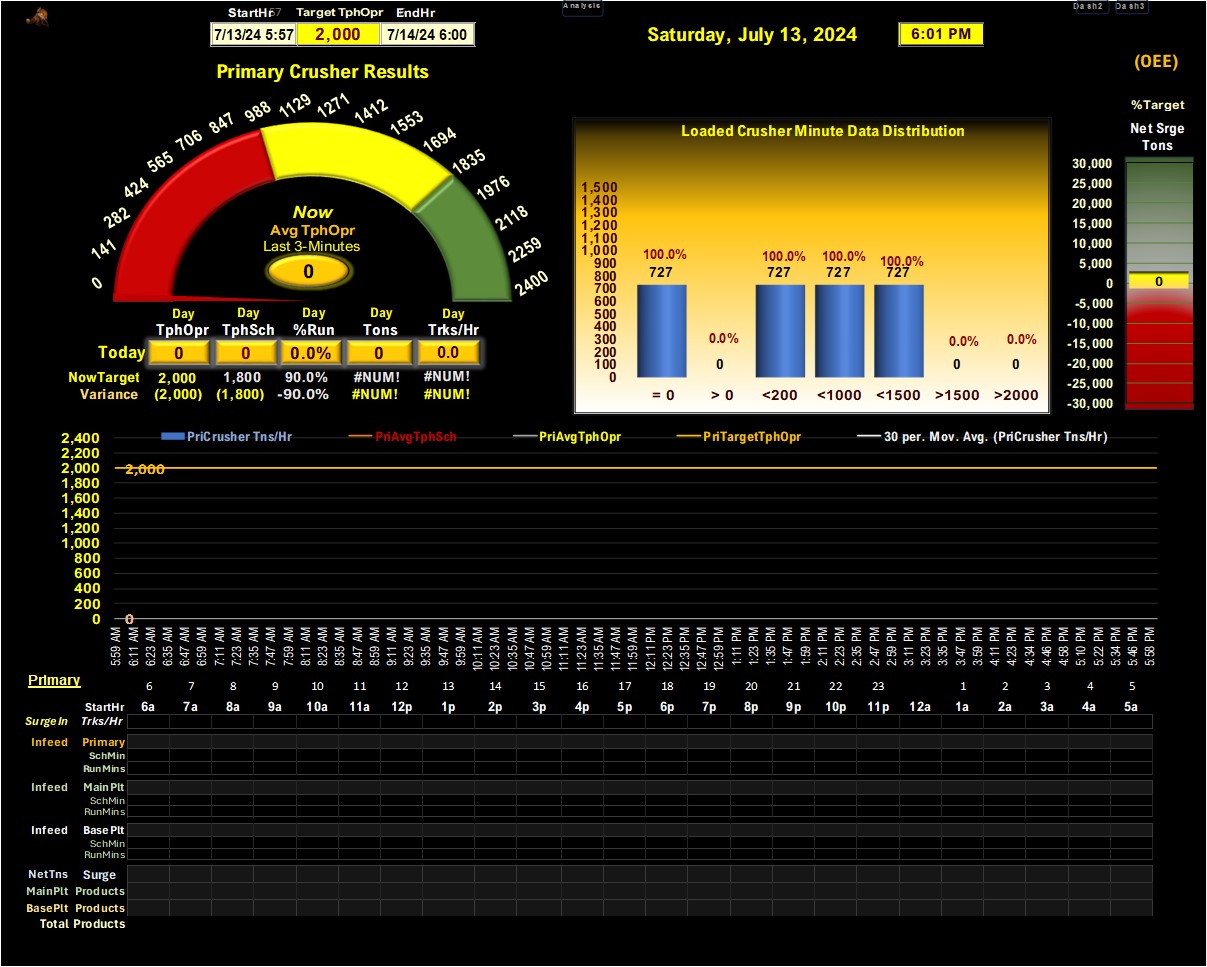 Analysis
Dash2 Dash3
StartHr57 Target TphOpr EndHr
7/13/24 5:57 2,000 7/14/24 6:00
Saturday, July 13, 2024
6:01 PM
(OEE)
Primary Crusher Results
%Target
Net Srge
Tons
0
141
282
424
565
706
847
988
1129
1271
1412
1553
1694
1835
1976
2118
2259
2400
Now
Avg TphOpr
Last 3-Minutes
0
Day Day Day Day Day
TphOpr TphSch %Run Tons Trks/Hr
Today 0 0 0.0% 0 0.0
NowTarget 2,000 1,800 90.0% #NUM! #NUM!
Variance (2,000) (1,800) -90.0% #NUM! #NUM!
Loaded Crusher Minute Data Distribution
1,500
1,400
1,300
1,200
1,100
1,000
900
800
700
600
500
400
300
200
100
0
100.0% 0.0% 100.0% 100.0% 100.0% 0.0% 0.0%
727 0 727 727 727 0 0
= 0 > 0 <200 <1000 <1500 >1500 >2000
30,000
25,000
20,000
15,000
10,000
5,000
0
-5,000
-10,000
-15,000
-20,000
-25,000
-30,000
0
PriCrusher Tns/Hr PriAvgTphSch PriAvgTphOpr PriTargetTphOpr 30 per. Mov. Avg. (PriCrusher Tns/Hr)
2,400
2,200
2,000
1,800
1,600
1,400
1,200
1,000
800
600
400
200
0
2,000
0
5:59 AM 6:11 AM 6:23 AM 6:35 AM 6:47 AM 6:59 AM 7:11 AM 7:23 AM 7:35 AM 7:47 AM 7:59 AM 8:11 AM 8:23 AM 8:35 AM 8:47 AM 8:59 AM 9:11 AM 9:23 AM 9:35 AM 9:47 AM 9:59 AM 10:11 AM 10:23 AM 10:35 AM 10:47 AM 10:59 AM 11:11 AM 11:23 AM 11:35 AM 11:47 AM 11:59 AM 12:11 PM 12:23 PM 12:35 PM 12:47 PM 12:59 PM 1:11 PM 1:23 PM 1:35 PM 1:47 PM 1:59 PM 2:11 PM 2:23 PM 2:35 PM 2:47 PM 2:59 PM 3:11 PM 3:23 PM 3:35 PM 3:47 PM 4:01 PM 4:11 PM 4:23 PM 4:34 PM 4:46 PM 4:58 PM 5:10 PM 5:22 PM 5:34 PM 5:46 PM 5:58 PM
Primary
6 7 8 9 10 11 12 13 14 15 16 17 18 19 20 21 22 23 1 2 3 4 5
StartHr 6a 7a 8a 9a 10a 11a 12p 1p 2p 3p 4p 5p 6p 7p 8p 9p 10p 11p 12a 1a 2a 3a 4a 5a
SurgeIn Trks/Hr
Infeed Primary
SchMin
RunMins
Infeed MainPlt
SchMin
RunMins
Infeed BasePlt
SchMin
RunMins
NetTns Surge
MainPlt Products
BasePlt Products
Total Products